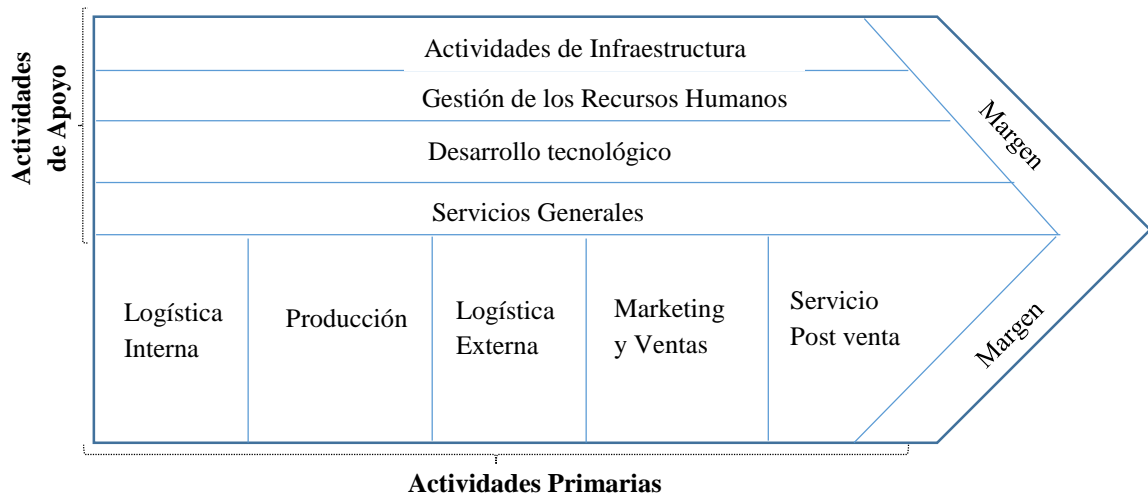 Actividades
de Apoyo
Actividades de Infraestructura
Gestión de los Recursos Humanos
Desarrollo tecnológico
Servicios Generales
Margen
Logística
Interna
Producción
Logística
Externa
Marketing
y Ventas
Servicio
Post venta
Margen
Actividades Primarias